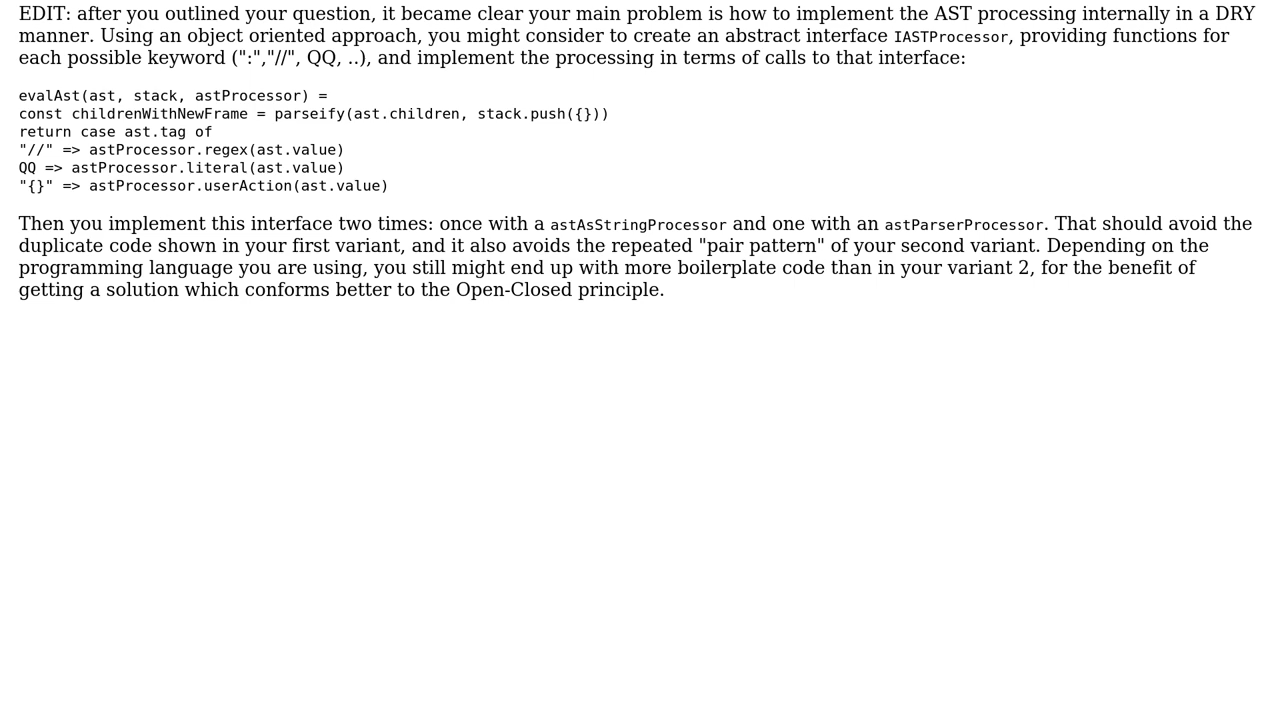 EDIT: after you outlined your question, it became clear your main problem is how to implement the AST processing internally in a DRY
manner. Using an object oriented approach, you might consider to create an abstract interface IASTProcessor, providing functions for
each possible keyword (":","//", QQ, ..), and implement the processing in terms of calls to that interface:
evalAst(ast, stack, astProcessor) =
const childrenWithNewFrame = parseify(ast.children, stack.push({}))
return case ast.tag of
"//" => astProcessor.regex(ast.value)
QQ => astProcessor.literal(ast.value)
"{}" => astProcessor.userAction(ast.value)
Then you implement this interface two times: once with a astAsStringProcessor and one with an astParserProcessor. That should avoid the
duplicate code shown in your first variant, and it also avoids the repeated "pair pattern" of your second variant. Depending on the
programming language you are using, you still might end up with more boilerplate code than in your variant 2, for the benefit of
getting a solution which conforms better to the Open-Closed principle.